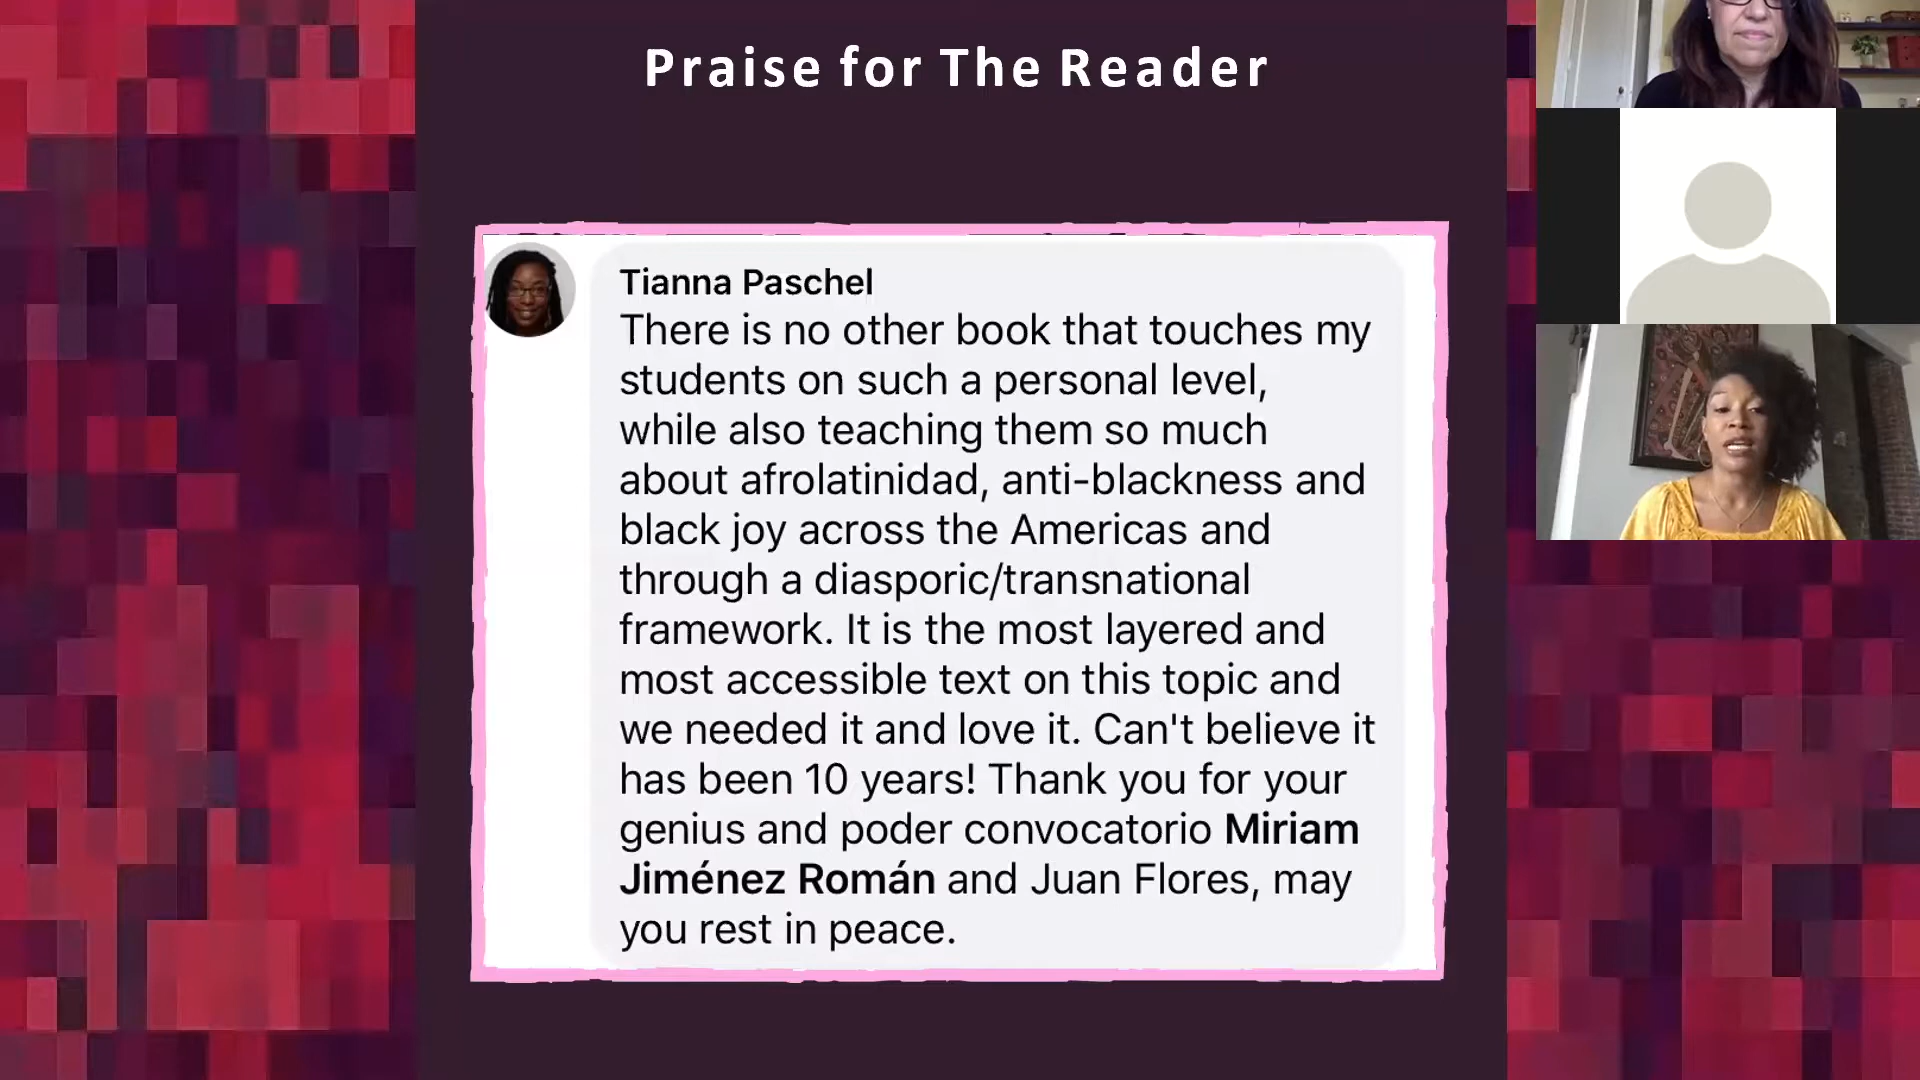 Praise for The Reader
Tianna Paschel
There is no other book that touches my
students on such a personal level,
while also teaching them so much
about afrolatinidad, anti-blackness and
black joy across the Americas and
through a diasporic/transnational
framework. It is the most layered and
most accessible text on this topic and
we needed it and love it. Can't believe it
has been 10 years! Thank you for your
genius and poder convocatorio Miriam
Jiménez Román and Juan Flores, may
you rest in peace.